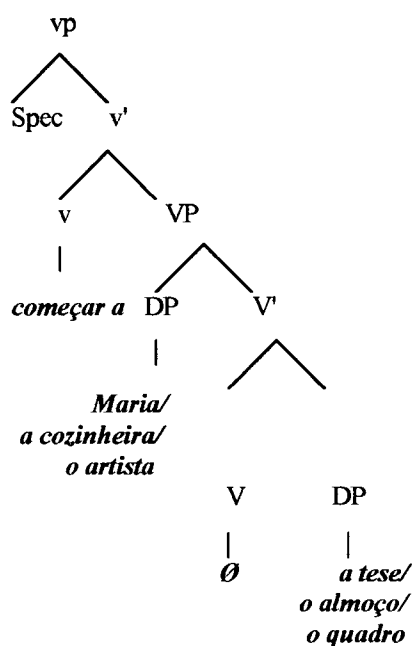 vp
Spec v'
v VP
começar a DP V'
Maria/
a cozinheira/
o artista
V DP
Ø a tese/
o almoço/
o quadro